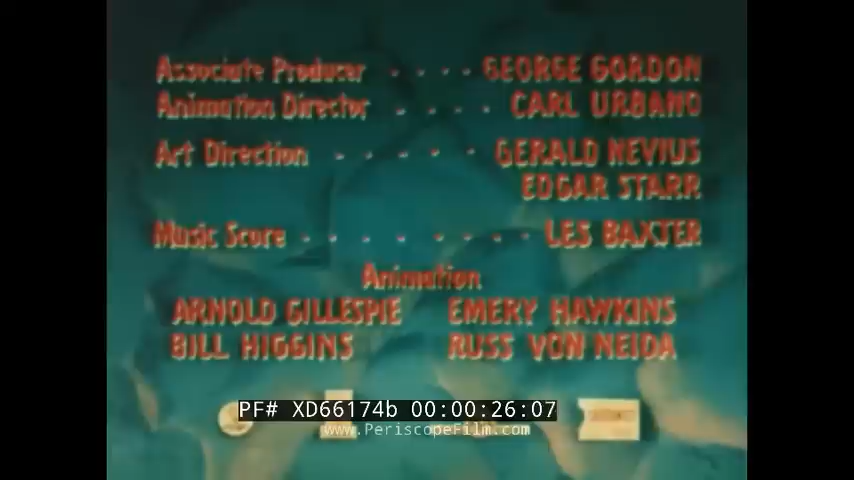 Associate Producer . . . . GEORGE GORDON
Animation Director . . . . CARL URBANO
Art Direction . . . . . GERALD NEVIUS
EDGAR STARR
Music Score . . . . . . . . LES BAXTER
Animation
ARNOLD GILLESPIE EMERY HAWKINS
BILL HIGGINS RUSS VON NEIDA
PF# XD66174b 00:00:26:07
www.PeriscopeFilm.com